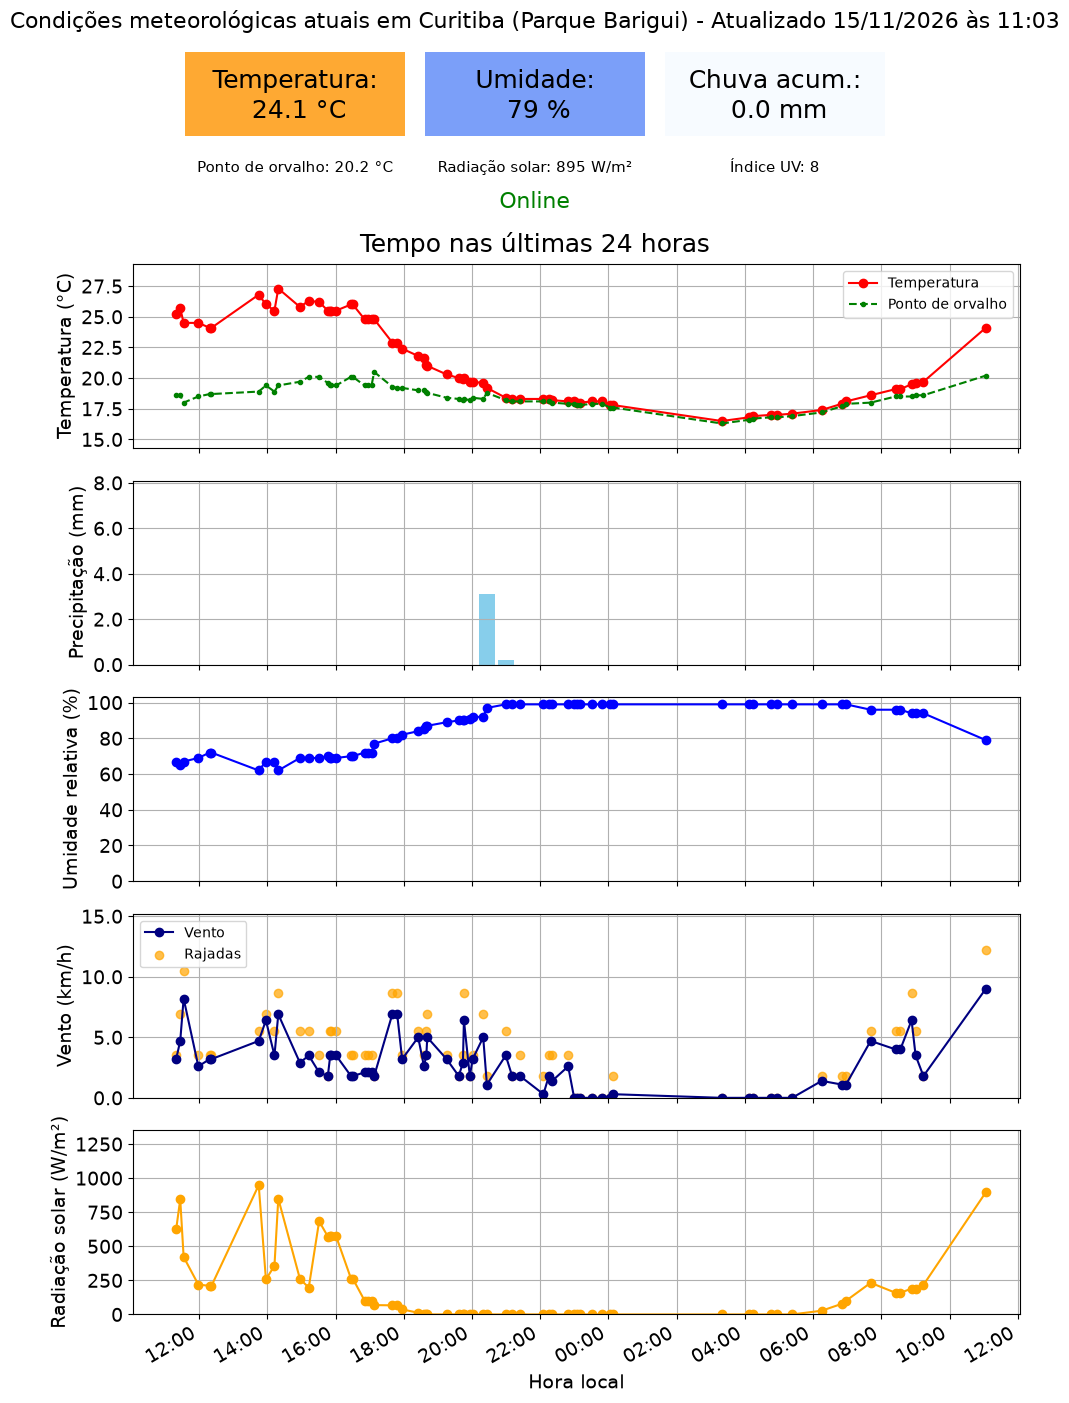 Condições meteorológicas atuais em Curitiba (Parque Barigui) - Atualizado 15/11/2026 às 11:03
Temperatura:
24.1 °C
Umidade:
79 %
Chuva acum.:
0.0 mm
Ponto de orvalho: 20.2 °C
Radiação solar: 895 W/m²
Índice UV: 8
Online
Tempo nas últimas 24 horas
Temperatura (°C)
27.5
25.0
22.5
20.0
17.5
15.0
Temperatura
Ponto de orvalho
Precipitação (mm)
8.0
6.0
4.0
2.0
0.0
Umidade relativa (%)
100
80
60
40
20
0
Vento (km/h)
15.0
10.0
5.0
0.0
Vento
Rajadas
Radiação solar (W/m²)
1250
1000
750
500
250
0
12:00
14:00
16:00
18:00
20:00
22:00
00:00
02:00
04:00
06:00
08:00
10:00
12:00
Hora local